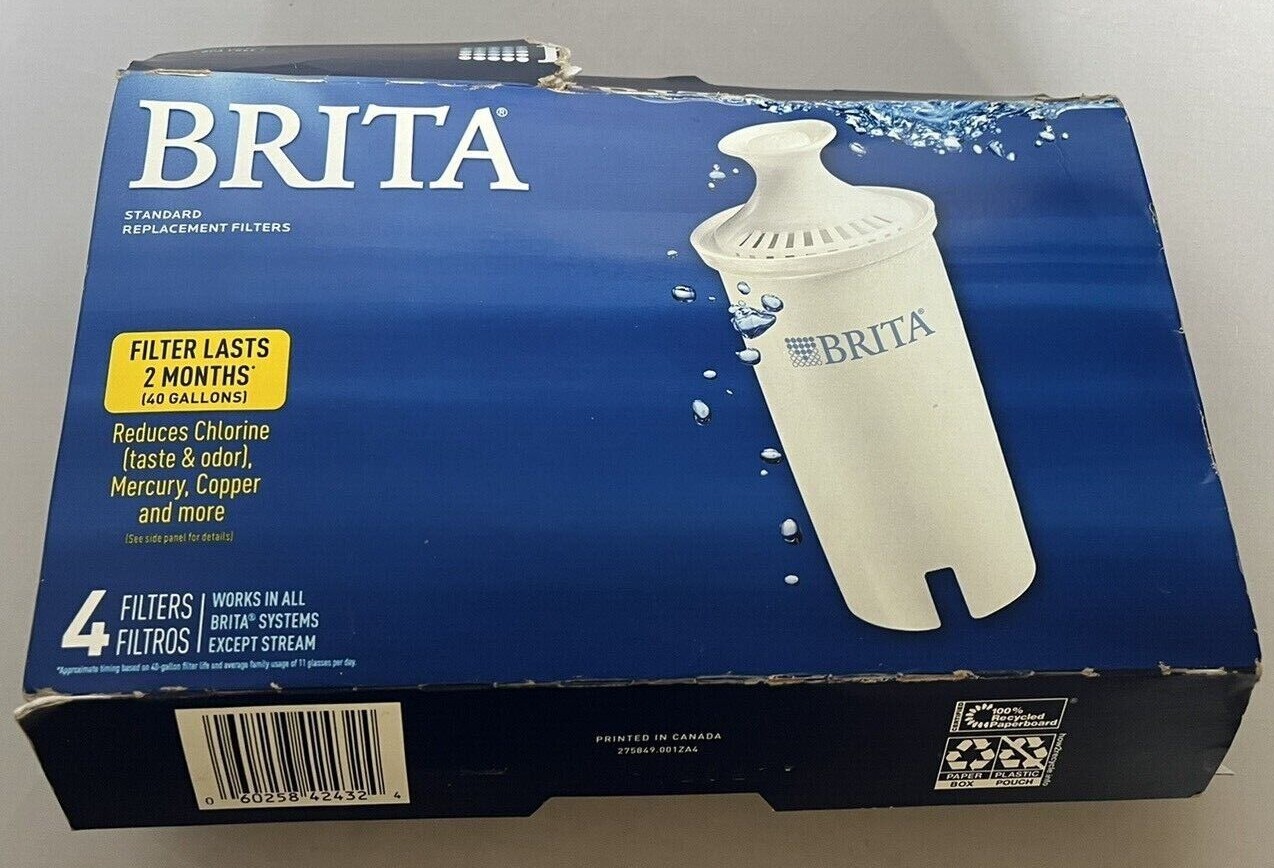 BRITA®
STANDARD
REPLACEMENT FILTERS
FILTER LASTS
2 MONTHS*
(40 GALLONS)
Reduces Chlorine
(taste & odor),
Mercury, Copper
and more
(See side panel for details)
4 FILTERS
FILTROS
WORKS IN ALL
BRITA® SYSTEMS
EXCEPT STREAM
*Approximate timing based on 40-gallon filter life and average family usage of 11 glasses per day.
BRITA®
0 60258 42432 4
PRINTED IN CANADA
275849.001ZA4
CERTIFIED
100%
Recycled
Paperboard
®
PAPER
BOX
PLASTIC
POUCH
how2recycle.info